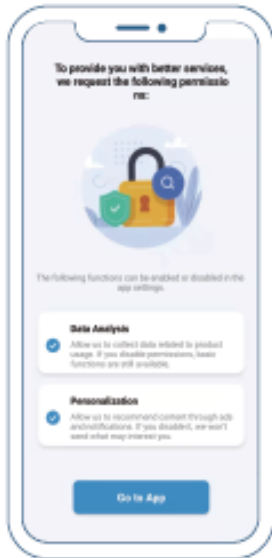 To provide you with better services,
we request the following permissio
ns:
The following functions can be enabled or disabled in the
app settings.
Data Analysis
Allow us to collect data related to product
usage. If you disable permissions, basic
functions are still available.
Personalization
Allow us to recommend content through ads
and notifications. If you disable it, we won't
send what may interest you.
Go to App